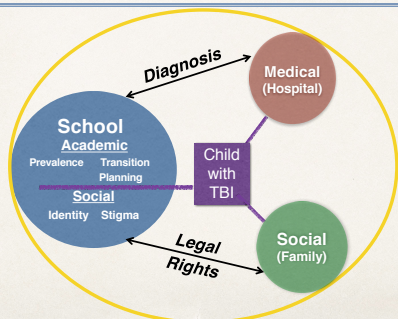 Diagnosis
Medical
(Hospital)
School
Academic
Prevalence Transition
Planning
Social
Identity Stigma
Child
with
TBI
Legal
Rights
Social
(Family)